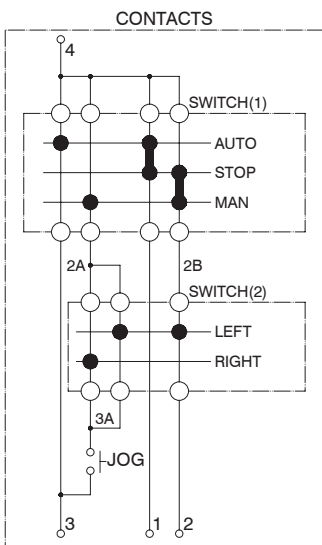 CONTACTS
4
SWITCH(1)
AUTO
STOP
MAN
2A
2B
SWITCH(2)
LEFT
RIGHT
3A
JOG
3
1
2